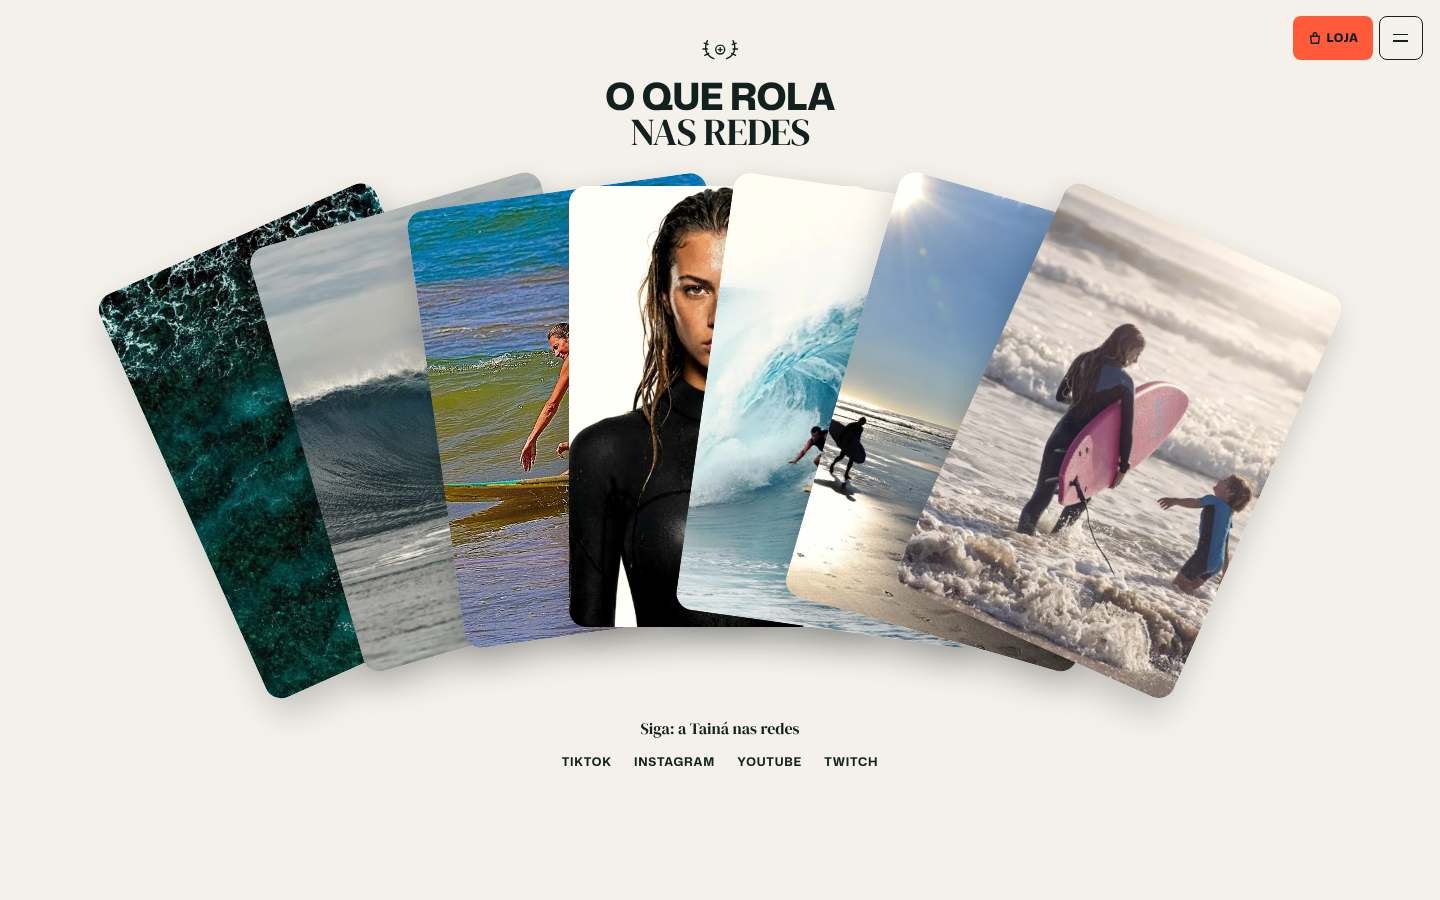 LOJA
O QUE ROLA
NAS REDES
Siga: a Tainá nas redes
TIKTOK INSTAGRAM YOUTUBE TWITCH